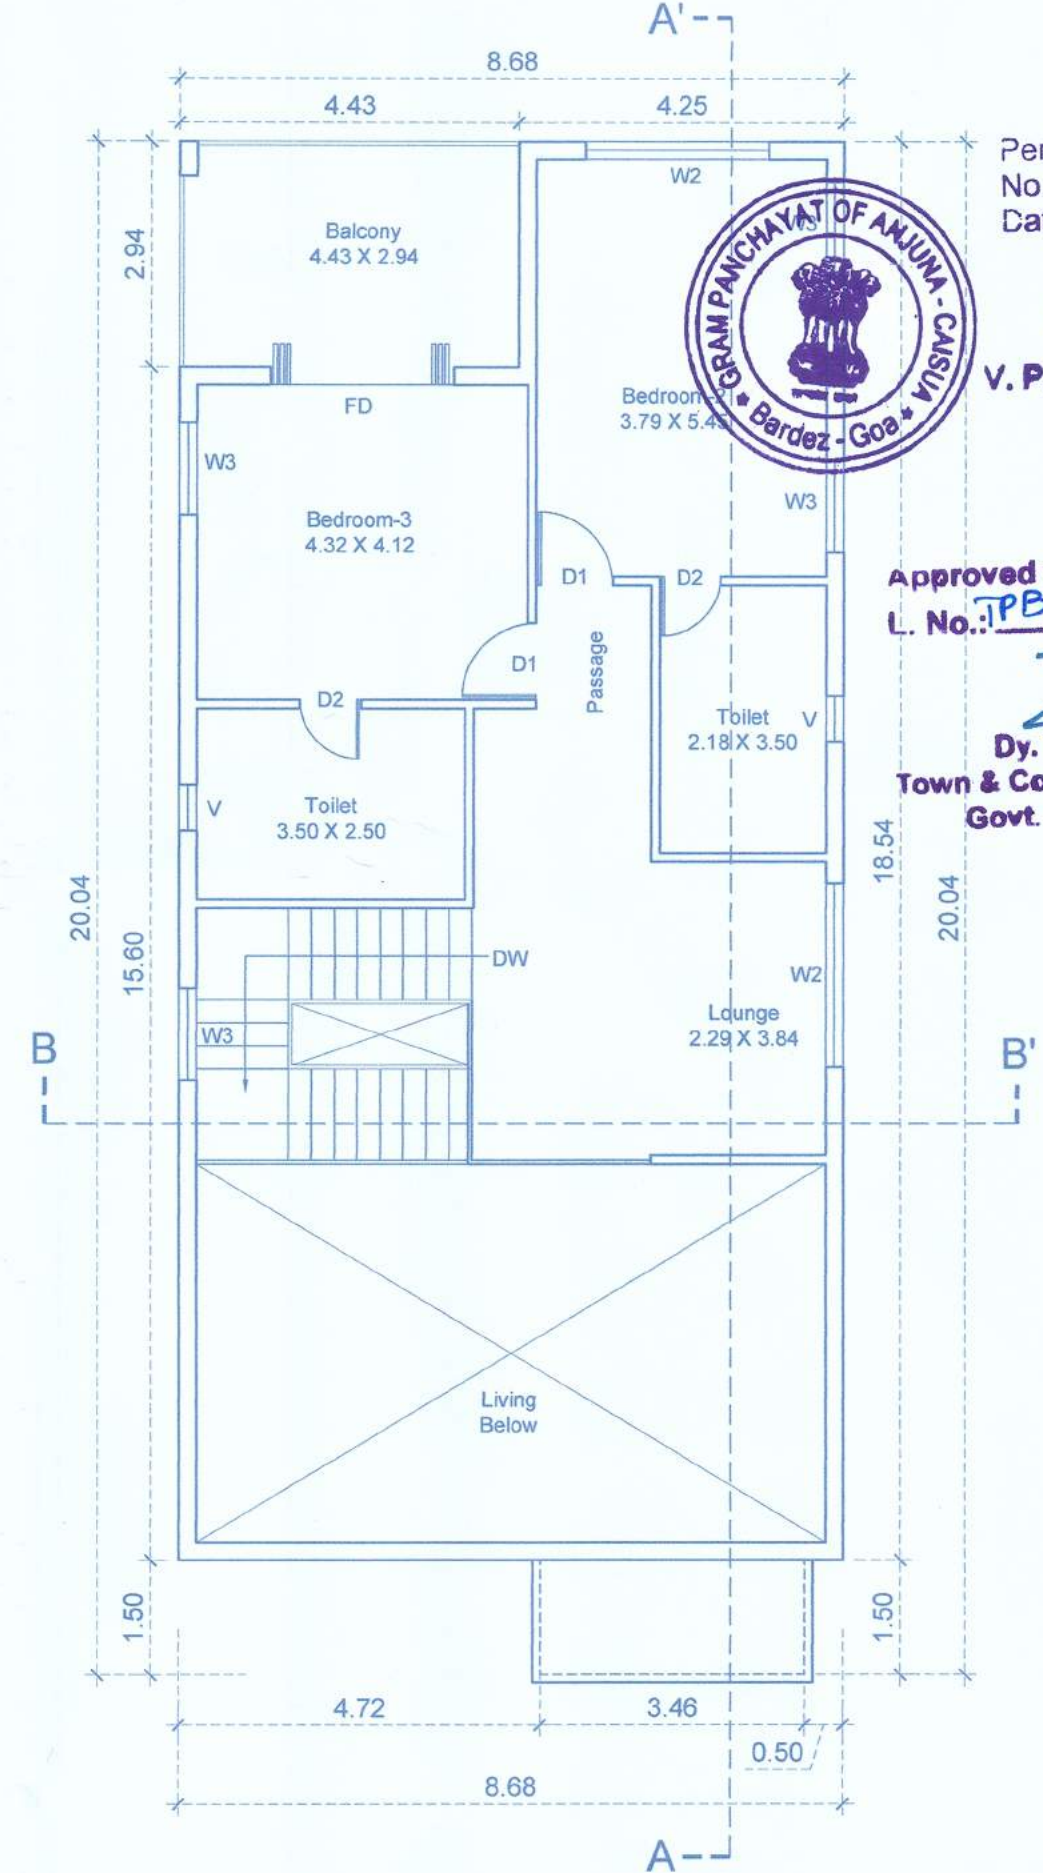 A'
8.68
4.43
4.25
W2
W3
Balcony
4.43 X 2.94
2.94
GRAM PANCHAYAT OF ANJUNA - CAISUA
Bardez - Goa
V. P
Bedroom-2
3.79 X 5.45
FD
W3
W3
Bedroom-3
4.32 X 4.12
D1
D2
Approved
L. No.: TPB
Passage
D1
D2
Toilet
2.18 X 3.50
V
Dy.
Town & Co
Govt.
Toilet
3.50 X 2.50
V
18.54
20.04
20.04
15.60
DW
W2
W3
Lounge
2.29 X 3.84
B
B'
Living
Below
1.50
1.50
4.72
3.46
0.50
8.68
A